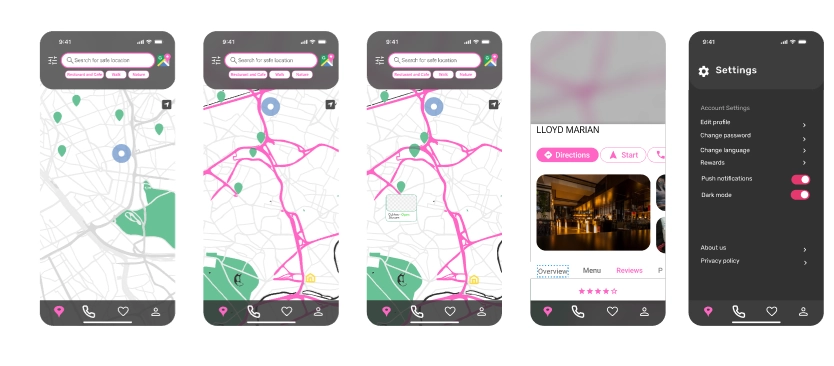 9:41
Search for safe location
Restaurant and Cafe Walk Nature
9:41
Search for safe location
Restaurant and Cafe Walk Nature
9:41
Search for safe location
Restaurant and Cafe Walk Nature
LLOYD MARIAN
Directions Start
Overview Menu Reviews P
9:41
Settings
Account Settings
Edit profile
Change password
Change language
Rewards
Push notifications
Dark mode
About us
Privacy policy